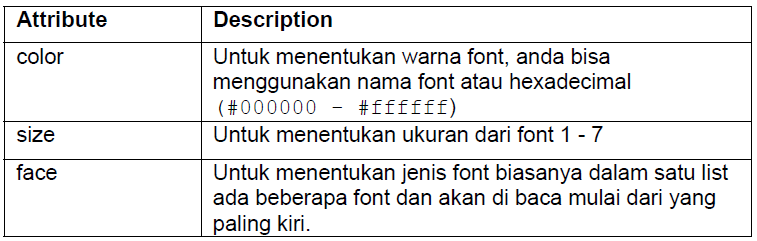 Attribute Description
color Untuk menentukan warna font, anda bisa
menggunakan nama font atau hexadecimal
(#000000 - #ffffff)
size Untuk menentukan ukuran dari font 1 - 7
face Untuk menentukan jenis font biasanya dalam satu list
ada beberapa font dan akan di baca mulai dari yang
paling kiri.